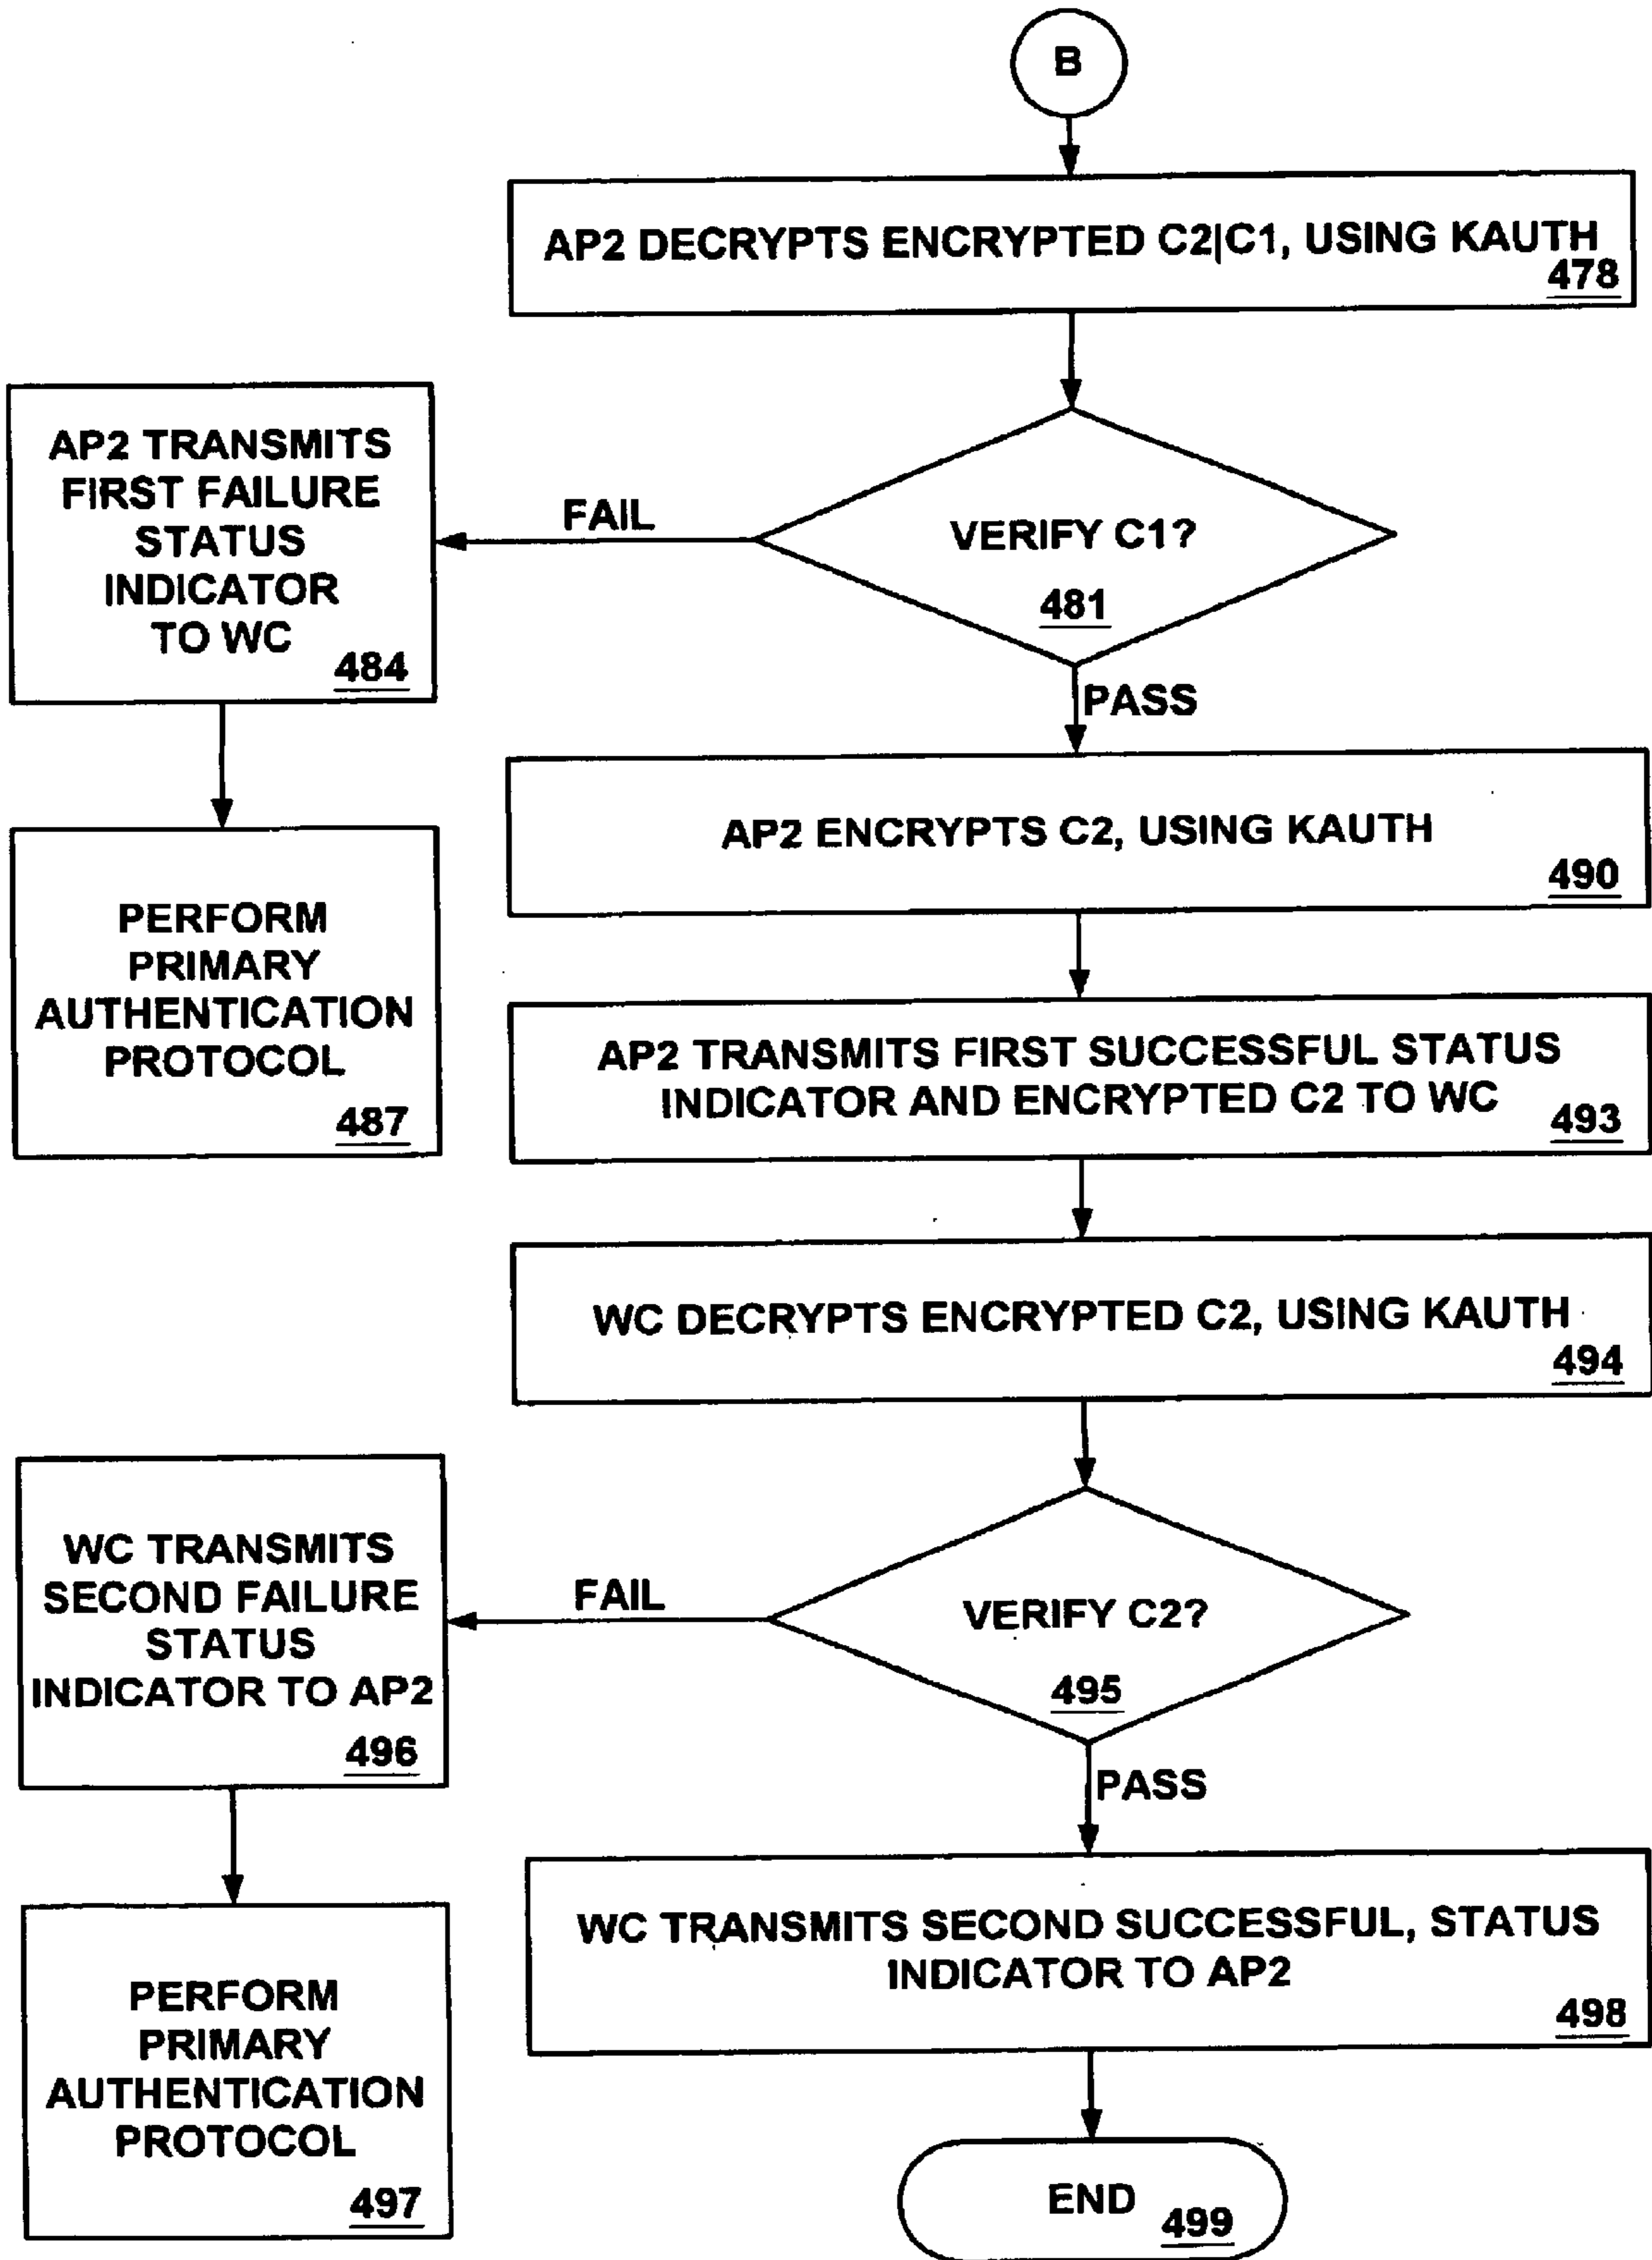 B
AP2 DECRYPTS ENCRYPTED C2|C1, USING KAUTH
478
AP2 TRANSMITS
FIRST FAILURE
STATUS
INDICATOR
TO WC
484
FAIL
VERIFY C1?
481
PASS
PERFORM
PRIMARY
AUTHENTICATION
PROTOCOL
487
AP2 ENCRYPTS C2, USING KAUTH
490
AP2 TRANSMITS FIRST SUCCESSFUL STATUS
INDICATOR AND ENCRYPTED C2 TO WC
493
WC DECRYPTS ENCRYPTED C2, USING KAUTH
494
WC TRANSMITS
SECOND FAILURE
STATUS
INDICATOR TO AP2
496
FAIL
VERIFY C2?
495
PASS
PERFORM
PRIMARY
AUTHENTICATION
PROTOCOL
497
WC TRANSMITS SECOND SUCCESSFUL, STATUS
INDICATOR TO AP2
498
END
499